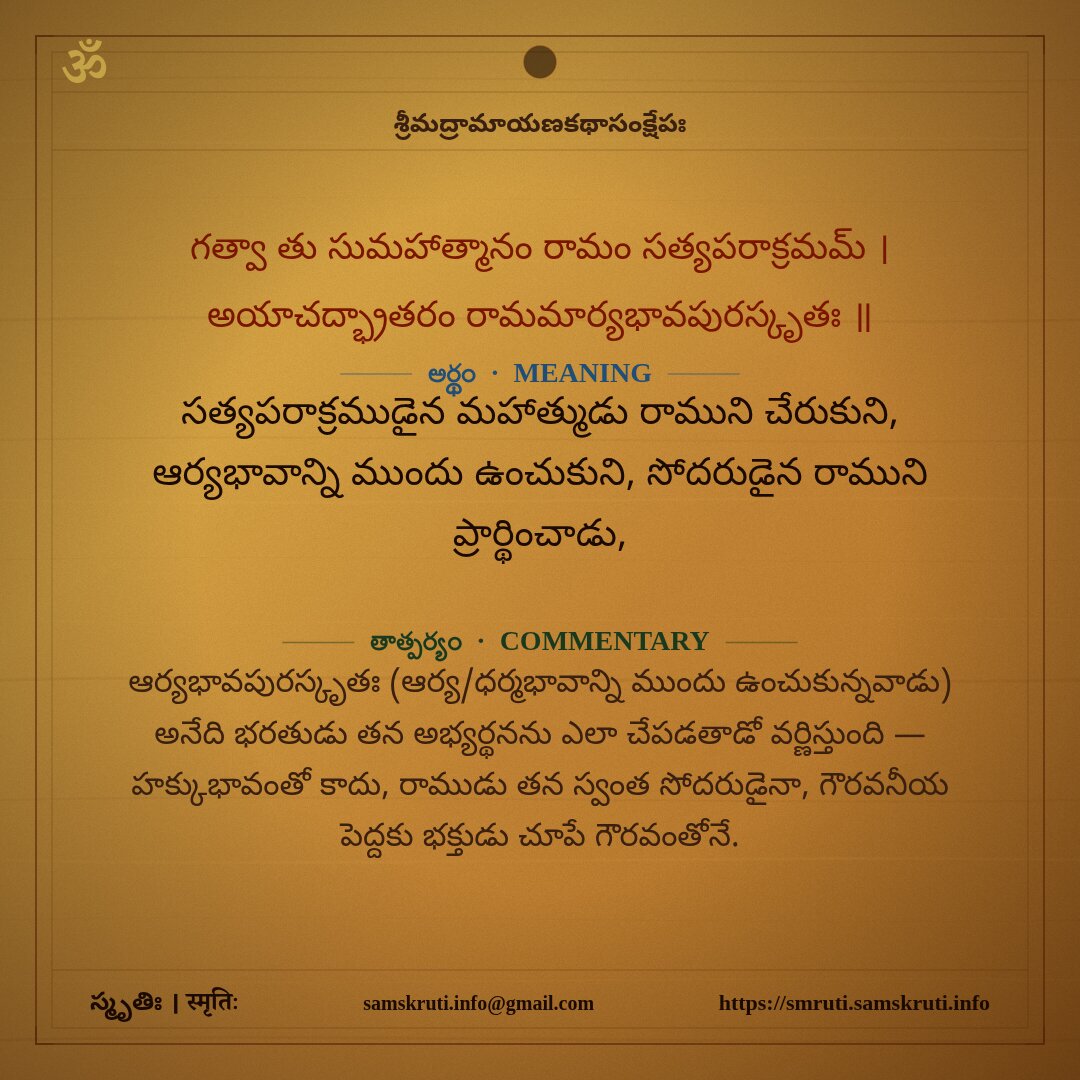 ॐ
శ్రీమద్రామాయణకథాసంక్షేపః
గత్వా తు సుమహాత్మానం రామం సత్యపరాక్రమమ్ ।
అయాచద్భ్రాతరం రామమార్యభావపురస్కృతః ॥
అర్థం · MEANING
సత్యపరాక్రముడైన మహాత్ముడు రాముని చేరుకుని,
ఆర్యభావాన్ని ముందు ఉంచుకుని, సోదరుడైన రాముని
ప్రార్థించాడు,
తాత్పర్యం · COMMENTARY
ఆర్యభావపురస్కృతః (ఆర్య/ధర్మభావాన్ని ముందు ఉంచుకున్నవాడు)
అనేది భరతుడు తన అభ్యర్థనను ఎలా చేపడతాడో వర్ణిస్తుంది —
హక్కుభావంతో కాదు, రాముడు తన స్వంత సోదరుడైనా, గౌరవనీయ
పెద్దకు భక్తుడు చూపే గౌరవంతోనే.
స్మృతిః | स्मृतिः samskruti.info@gmail.com https://smruti.samskruti.info